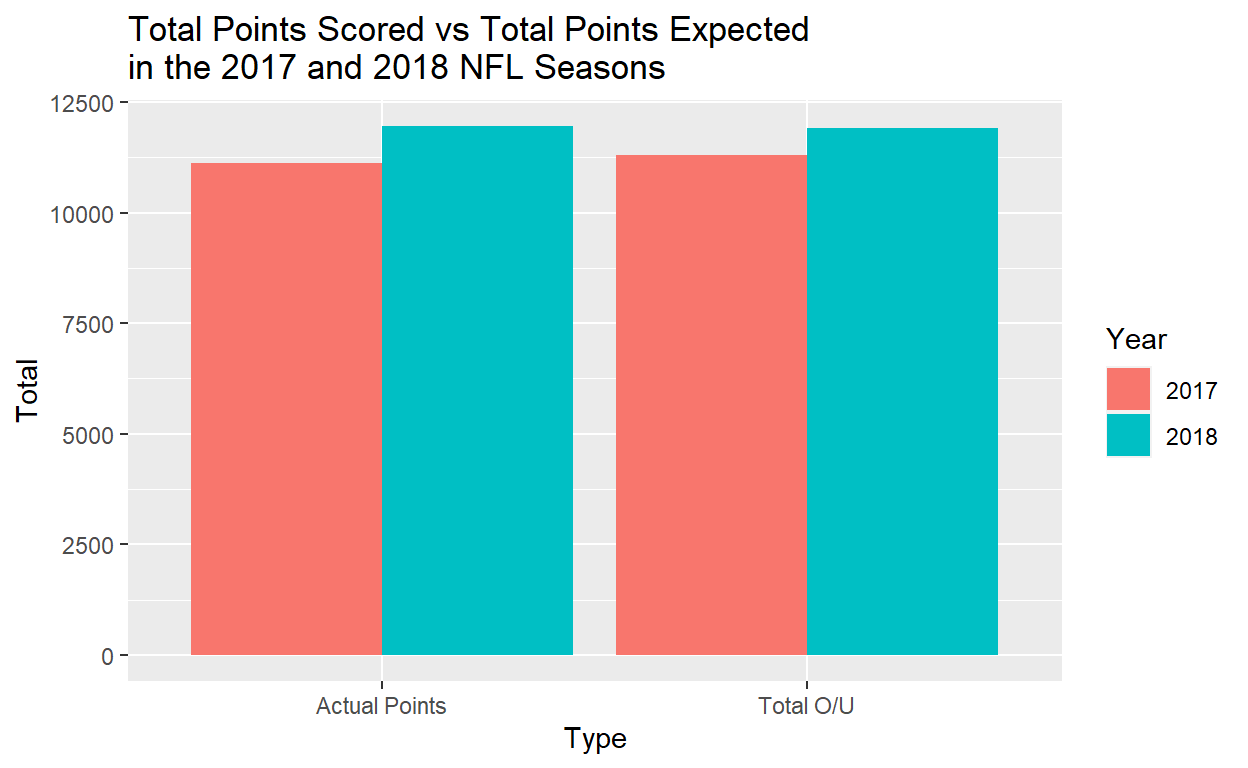 Total Points Scored vs Total Points Expected
in the 2017 and 2018 NFL Seasons
12500
10000
7500
5000
2500
0
Total
Actual Points
Total O/U
Type
Year
2017
2018